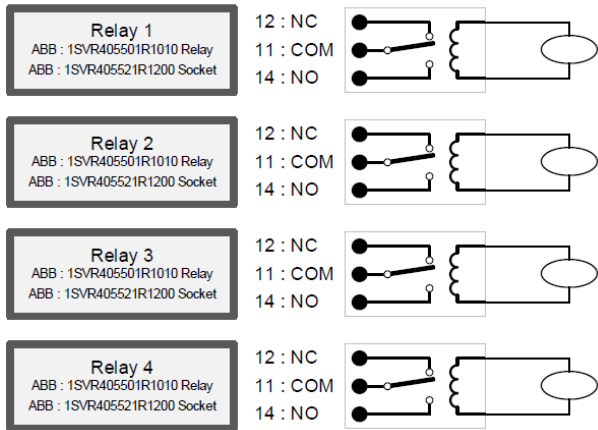 Relay 1
ABB : 1SVR405501R1010 Relay
ABB : 1SVR405521R1200 Socket
12 : NC
11 : COM
14 : NO
Relay 2
ABB : 1SVR405501R1010 Relay
ABB : 1SVR405521R1200 Socket
12 : NC
11 : COM
14 : NO
Relay 3
ABB : 1SVR405501R1010 Relay
ABB : 1SVR405521R1200 Socket
12 : NC
11 : COM
14 : NO
Relay 4
ABB : 1SVR405501R1010 Relay
ABB : 1SVR405521R1200 Socket
12 : NC
11 : COM
14 : NO